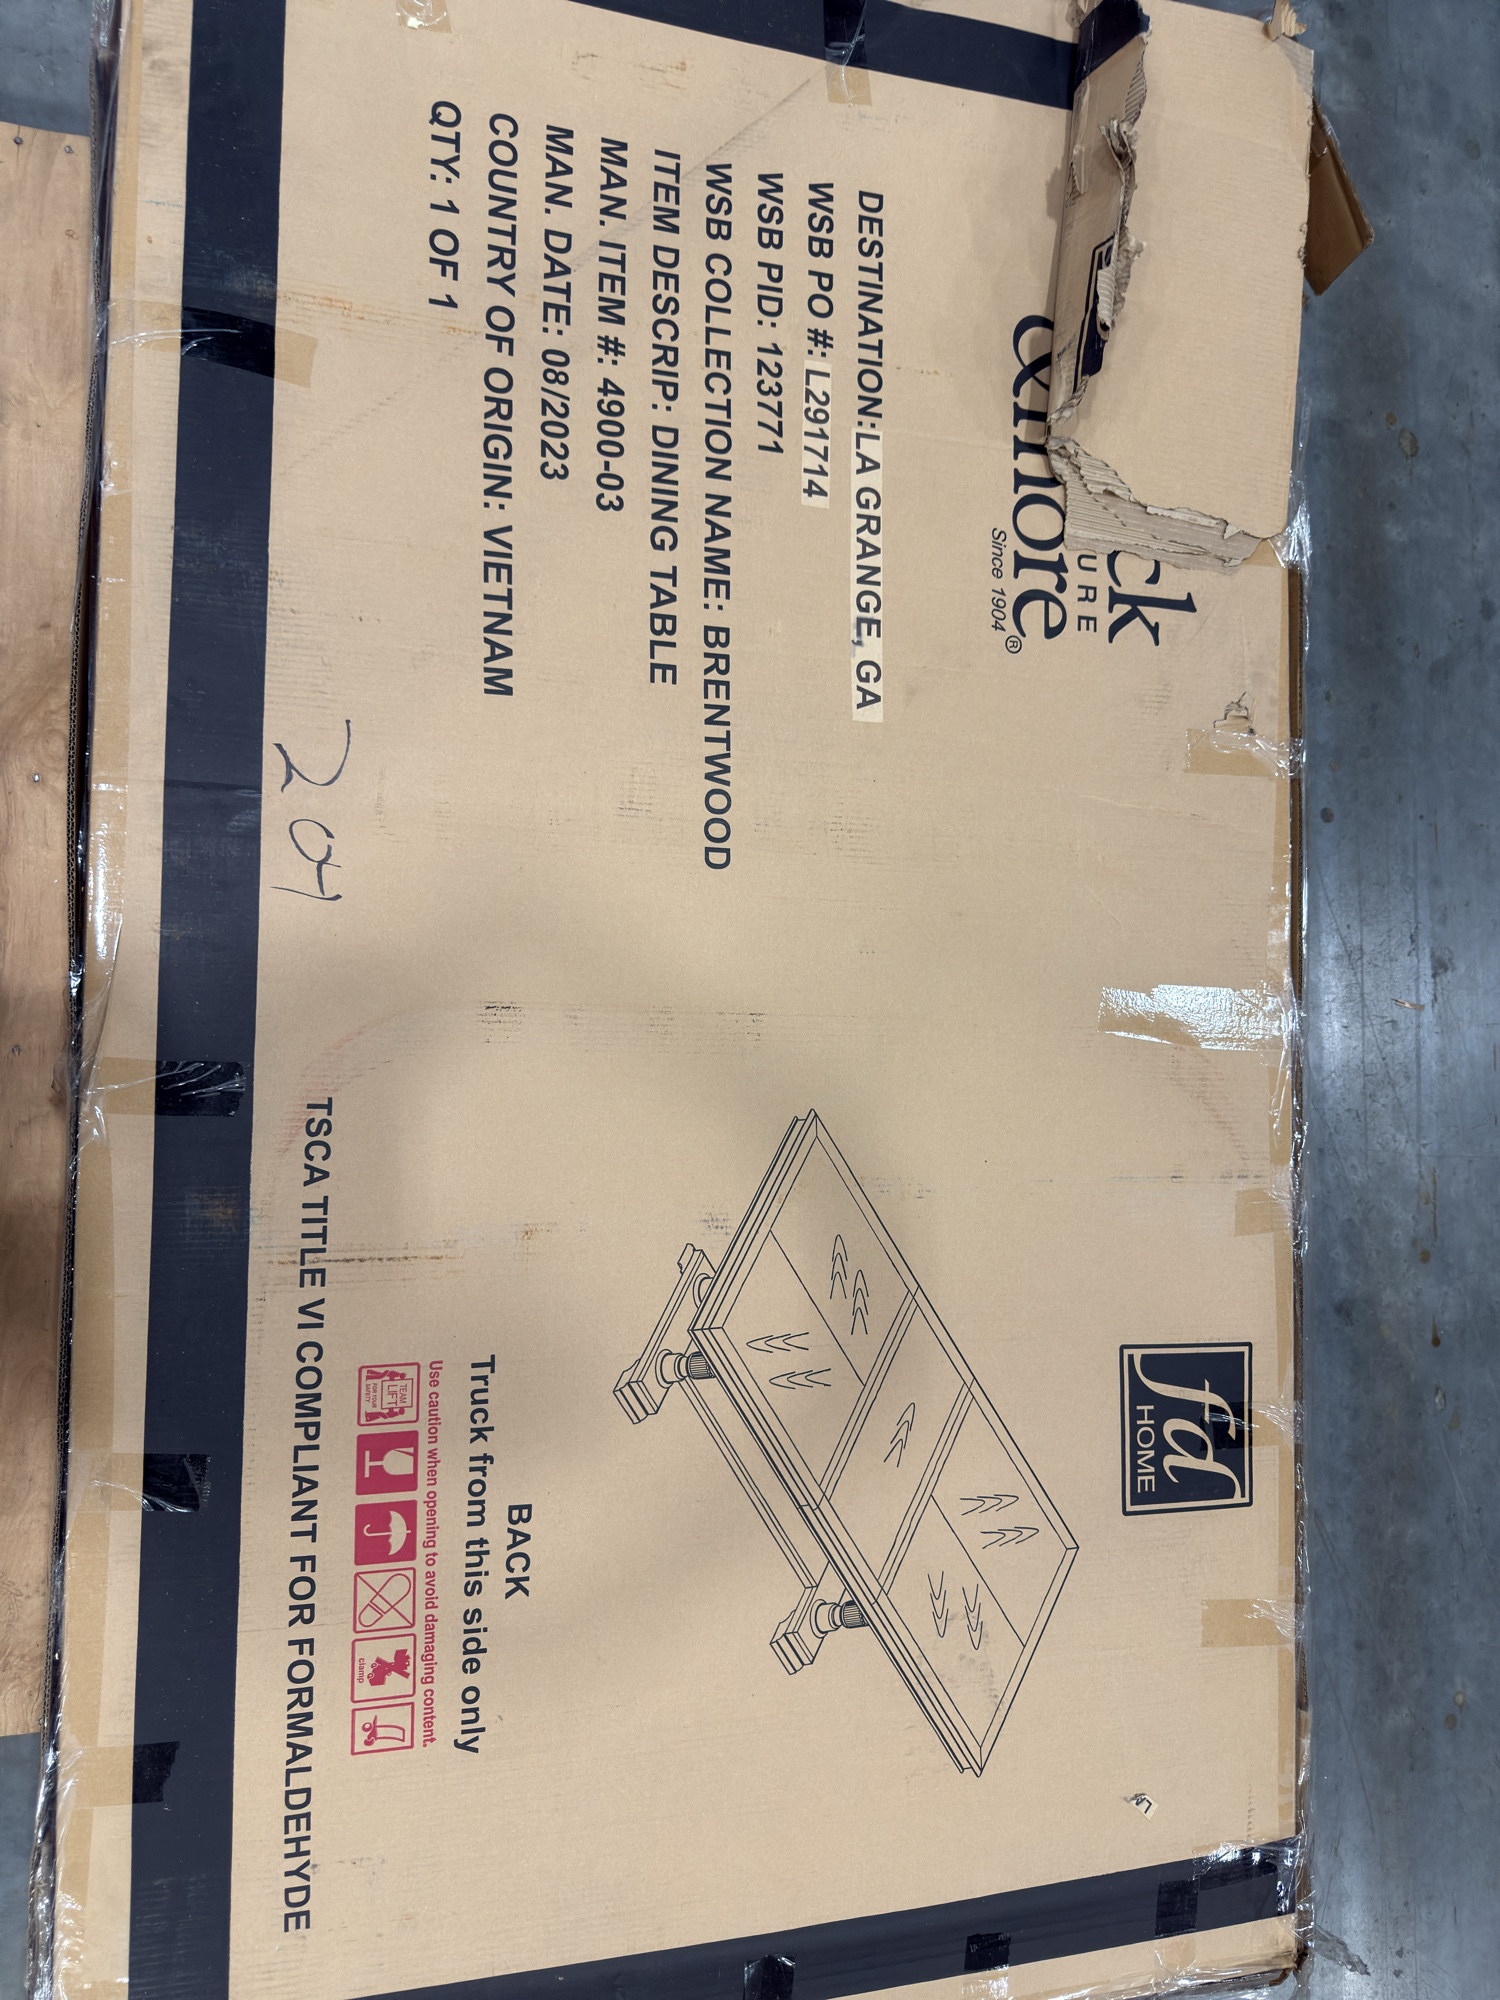 ck
URE
&more®
Since 1904
fd
HOME
DESTINATION: LA GRANGE, GA
WSB PO #: L291714
WSB PID: 123771
WSB COLLECTION NAME: BRENTWOOD
ITEM DESCRIP: DINING TABLE
MAN. ITEM #: 4900-03
MAN. DATE: 08/2023
COUNTRY OF ORIGIN: VIETNAM
QTY: 1 OF 1
BACK
Truck from this side only
Use caution when opening to avoid damaging content.
TEAM
LIFT
FOR YOUR
SAFETY
clamp
TSCA TITLE VI COMPLIANT FOR FORMALDEHYDE